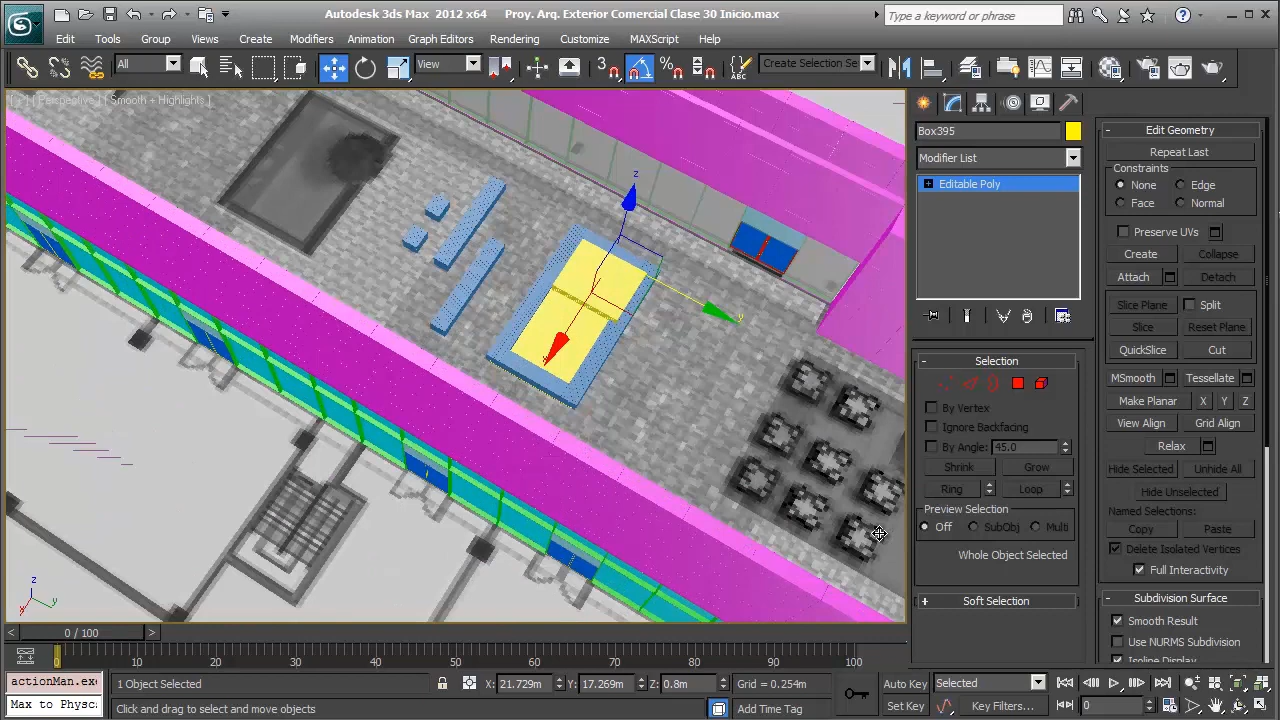 Autodesk 3ds Max 2012 x64 Proy. Arq. Exterior Comercial Clase 30 Inicio.max
Type a keyword or phrase
Edit Tools Group Views Create Modifiers Animation Graph Editors Rendering Customize MAXScript Help
All View 3 Create Selection Se
[ Perspective ] [ Smooth + Highlights ]
Box395
Modifier List
Editable Poly
Edit Geometry
Repeat Last
Constraints
None Edge
Face Normal
Preserve UVs
Create Collapse
Attach Detach
Slice Plane Split
Slice Reset Plane
QuickSlice Cut
MSmooth Tessellate
Make Planar X Y Z
View Align Grid Align
Relax
Hide Selected Unhide All
Hide Unselected
Named Selections:
Copy Paste
Delete Isolated Vertices
Full Interactivity
Subdivision Surface
Smooth Result
Use NURMS Subdivision
Isoline Display
Selection
By Vertex
Ignore Backfacing
By Angle: 45.0
Shrink Grow
Ring Loop
Preview Selection
Off SubObj Multi
Whole Object Selected
Soft Selection
z
y
z
y
x
0 / 100
0 10 20 30 40 50 60 70 80 90 100
actionMan.exe
Max to Physc
1 Object Selected
X: 21.729m Y: 17.269m Z: 0.8m Grid = 0.254m
Click and drag to select and move objects
Add Time Tag
Auto Key Selected
Set Key Key Filters... 0